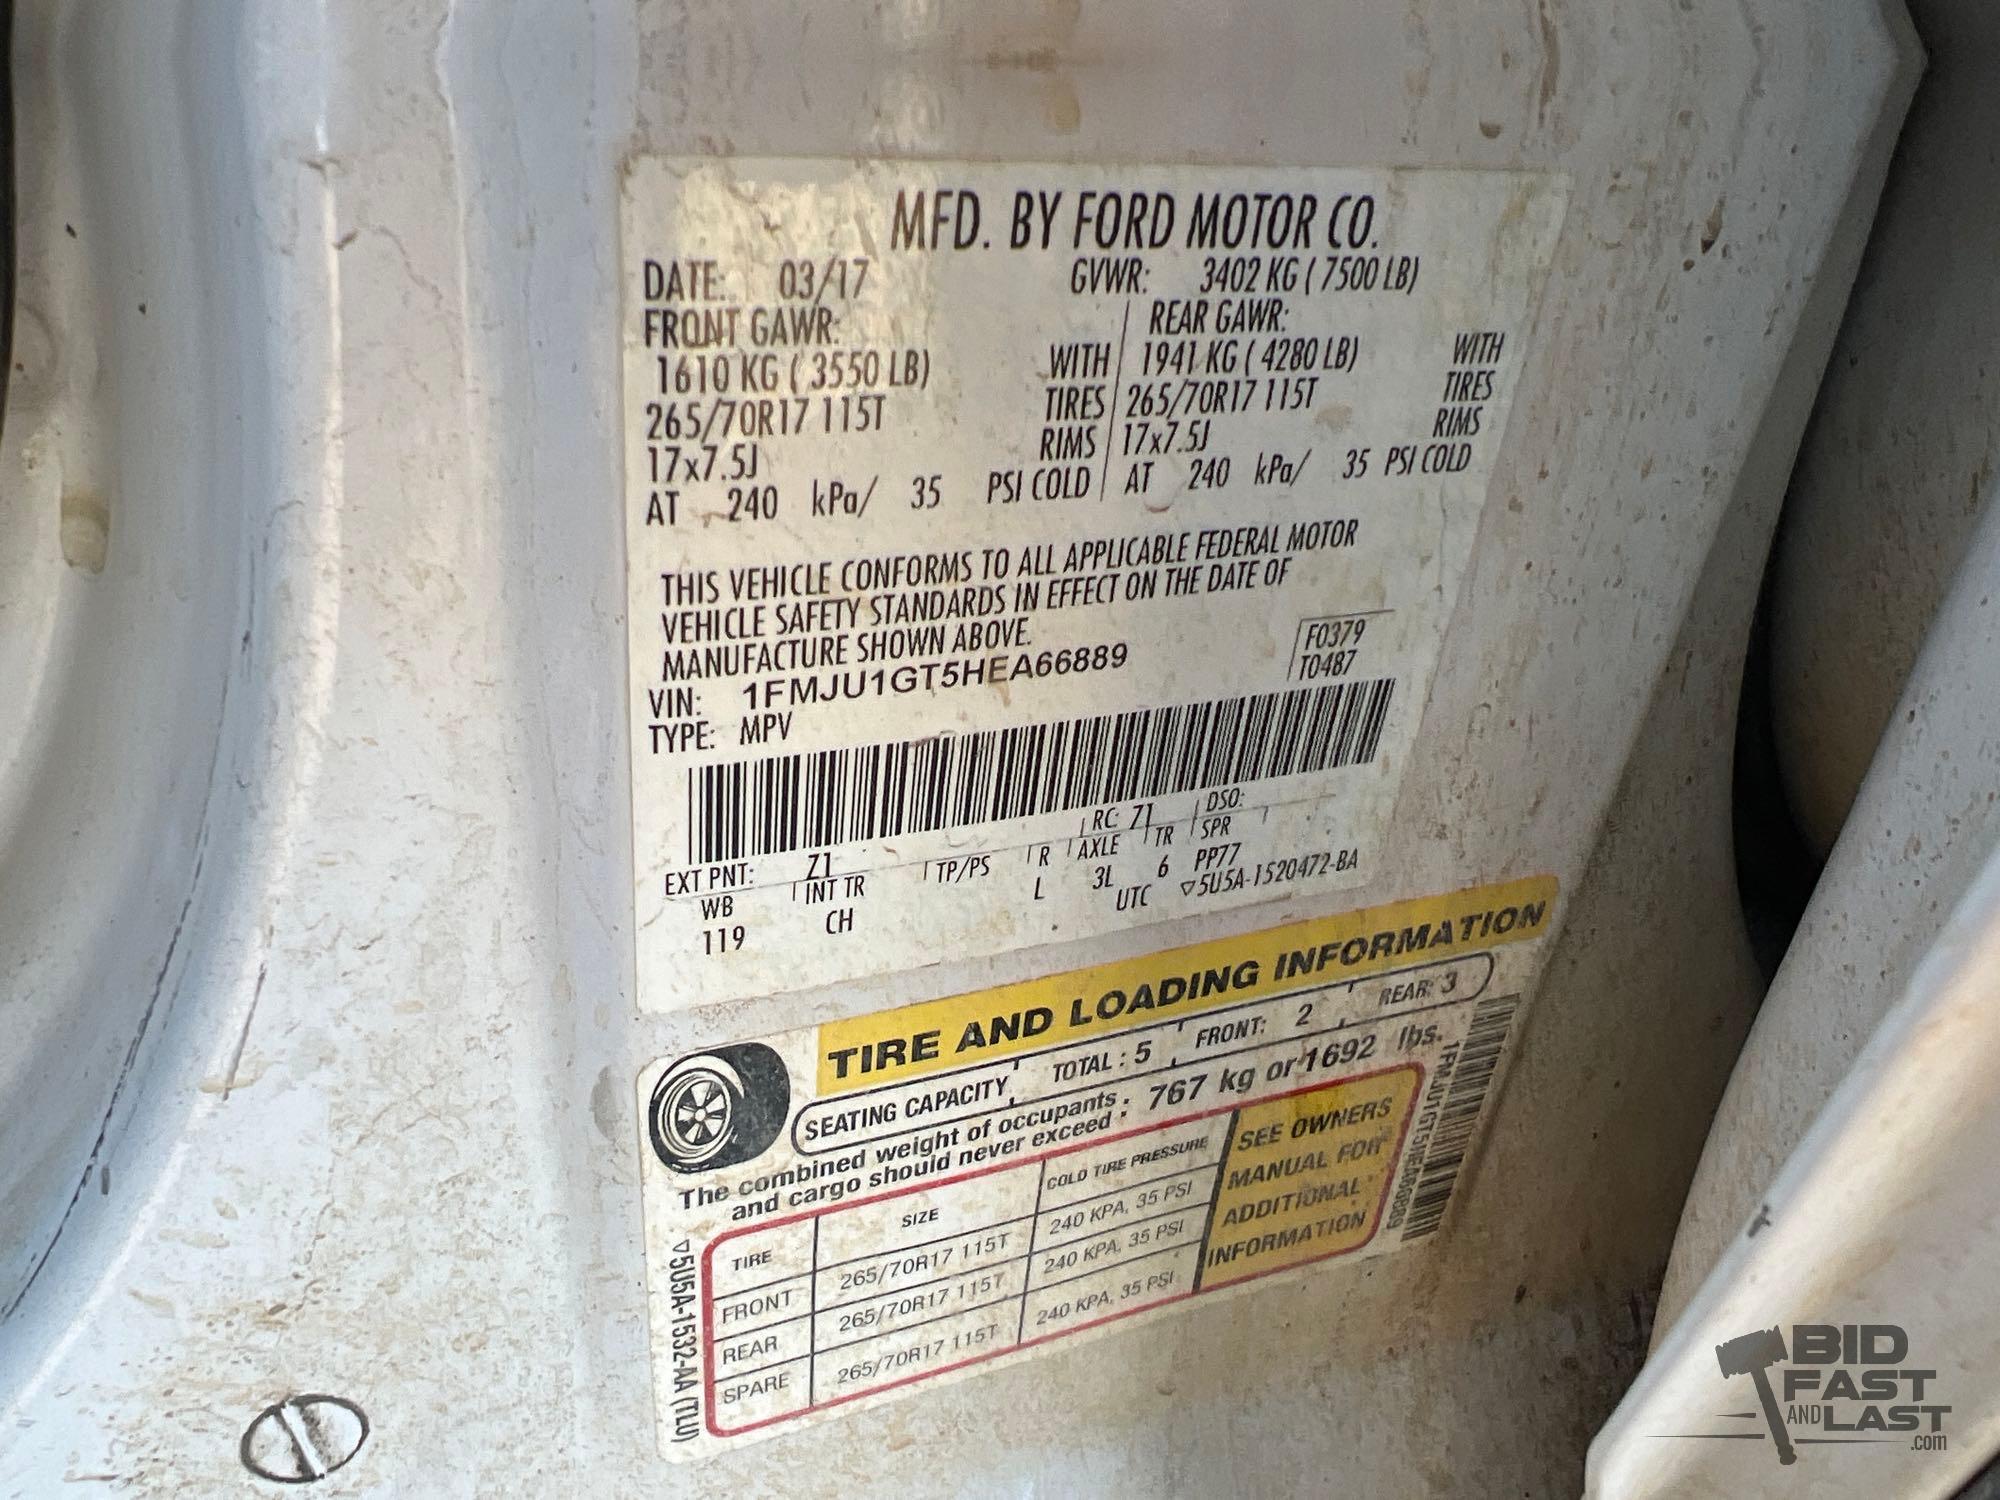 MFD. BY FORD MOTOR CO.
DATE: 03/17 GVWR: 3402 KG ( 7500 LB)
FRONT GAWR: REAR GAWR:
1610 KG ( 3550 LB) WITH 1941 KG ( 4280 LB) WITH
265/70R17 115T TIRES 265/70R17 115T TIRES
17x7.5J RIMS 17x7.5J RIMS
AT 240 kPa/ 35 PSI COLD AT 240 kPa/ 35 PSI COLD
THIS VEHICLE CONFORMS TO ALL APPLICABLE FEDERAL MOTOR
VEHICLE SAFETY STANDARDS IN EFFECT ON THE DATE OF
MANUFACTURE SHOWN ABOVE.
F0379
VIN: 1FMJU1GT5HEA66889
T0487
TYPE: MPV
EXT PNT: Z1 RC: 71 DSO:
WB INT TR TP/PS R AXLE TR SPR
119 CH L 3L 6 PP77
UTC ▽5U5A-1520472-BA
TIRE AND LOADING INFORMATION
SEATING CAPACITY TOTAL : 5 FRONT: 2 REAR: 3
The combined weight of occupants
and cargo should never exceed : 767 kg or 1692 lbs.
TIRE SIZE COLD TIRE PRESSURE
FRONT 265/70R17 115T 240 KPA, 35 PSI
REAR 265/70R17 115T 240 KPA, 35 PSI
SPARE 265/70R17 115T 240 KPA, 35 PSI
SEE OWNERS
MANUAL FOR
ADDITIONAL
INFORMATION
1FMJU1GT5HEA66889
▽5U5A-1532-AA (TLU)
BID
FAST
AND LAST
.com